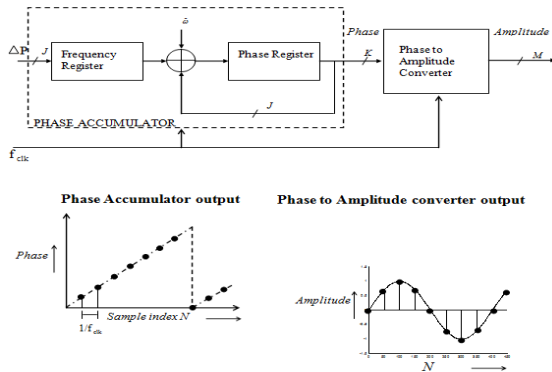 Phase
Amplitude
ΔP
J
Frequency
Register
Phase Register
K
Phase to
Amplitude
Converter
M
J
PHASE ACCUMULATOR
f clk
Phase Accumulator output
Phase to Amplitude converter output
Phase
Sample index N
1/f clk
Amplitude
N